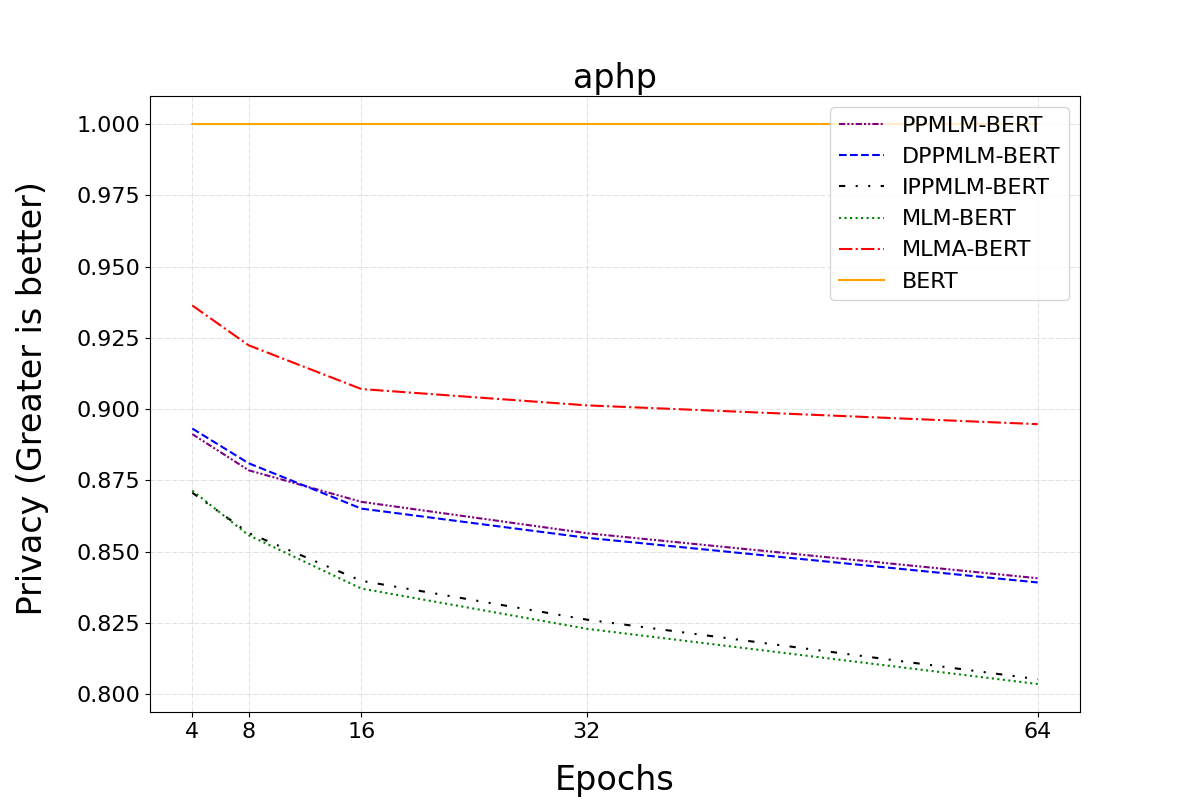 aphp
Privacy (Greater is better)
1.000
0.975
0.950
0.925
0.900
0.875
0.850
0.825
0.800
PPMLM-BERT
DPPMLM-BERT
IPPMLM-BERT
MLM-BERT
MLMA-BERT
BERT
4 8 16 32 64
Epochs